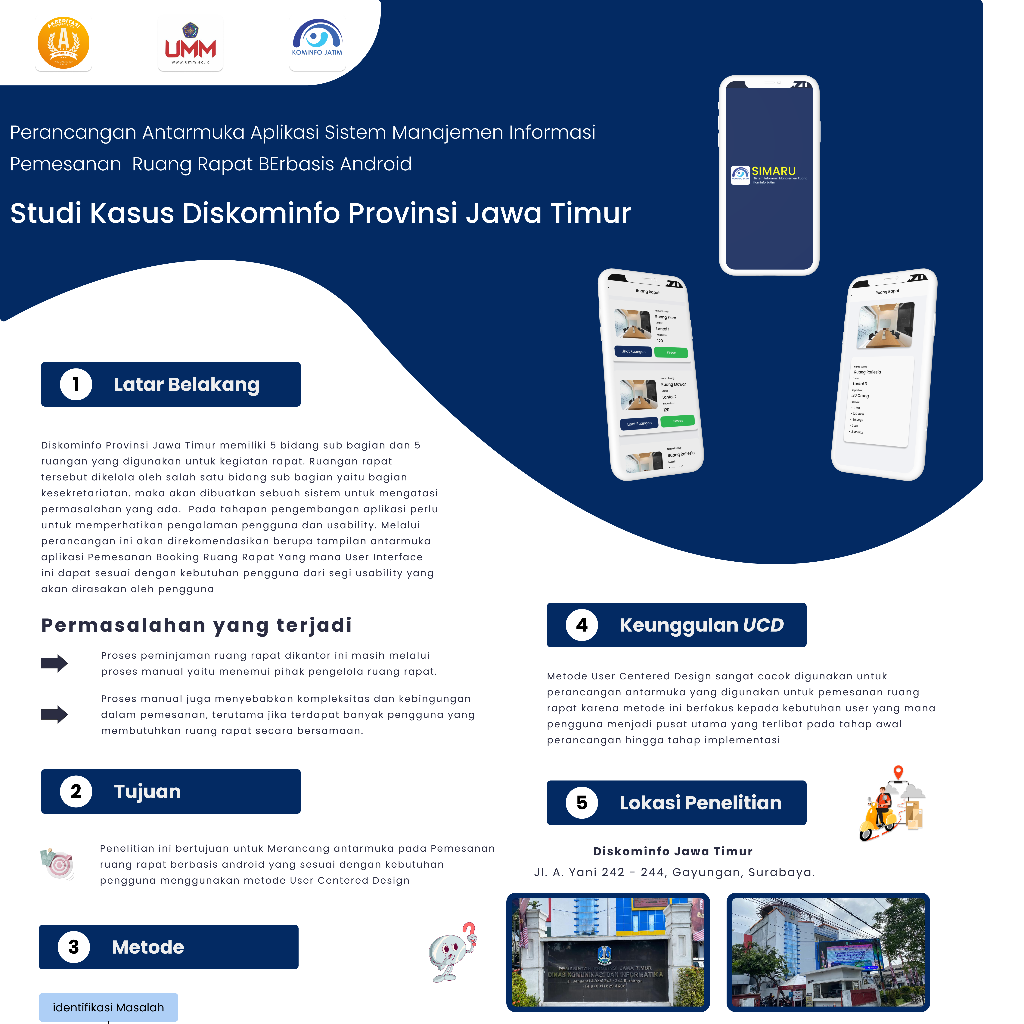 AKREDITASI
A
UMM
KOMINFO JATIM
Perancangan Antarmuka Aplikasi Sistem Manajemen Informasi
Pemesanan Ruang Rapat BErbasis Android
Studi Kasus Diskominfo Provinsi Jawa Timur
SIMARU
1 Latar Belakang
Diskominfo Provinsi Jawa Timur memiliki 5 bidang sub bagian dan 5
ruangan yang digunakan untuk kegiatan rapat. Ruangan rapat
tersebut dikelola oleh salah satu bidang sub bagian yaitu bagian
kesekretariatan. maka akan dibuatkan sebuah sistem untuk mengatasi
permasalahan yang ada. Pada tahapan pengembangan aplikasi perlu
untuk memperhatikan pengalaman pengguna dan usability. Melalui
perancangan ini akan direkomendasikan berupa tampilan antarmuka
aplikasi Pemesanan Booking Ruang Rapat Yang mana User Interface
ini dapat sesuai dengan kebutuhan pengguna dari segi usability yang
akan dirasakan oleh pengguna
Permasalahan yang terjadi
Proses peminjaman ruang rapat dikantor ini masih melalui
proses manual yaitu menemui pihak pengelola ruang rapat.
Proses manual juga menyebabkan kompleksitas dan kebingungan
dalam pemesanan, terutama jika terdapat banyak pengguna yang
membutuhkan ruang rapat secara bersamaan.
2 Tujuan
Penelitian ini bertujuan untuk Merancang antarmuka pada Pemesanan
ruang rapat berbasis android yang sesuai dengan kebutuhan
pengguna menggunakan metode User Centered Design
3 Metode
identifikasi Masalah
4 Keunggulan UCD
Metode User Centered Design sangat cocok digunakan untuk
perancangan antarmuka yang digunakan untuk pemesanan ruang
rapat karena metode ini berfokus kepada kebutuhan user yang mana
pengguna menjadi pusat utama yang terlibat pada tahap awal
perancangan hingga tahap implementasi
5 Lokasi Penelitian
Diskominfo Jawa Timur
Jl. A. Yani 242 - 244, Gayungan, Surabaya.
DINAS KOMUNIKASI DAN INFORMATIKA